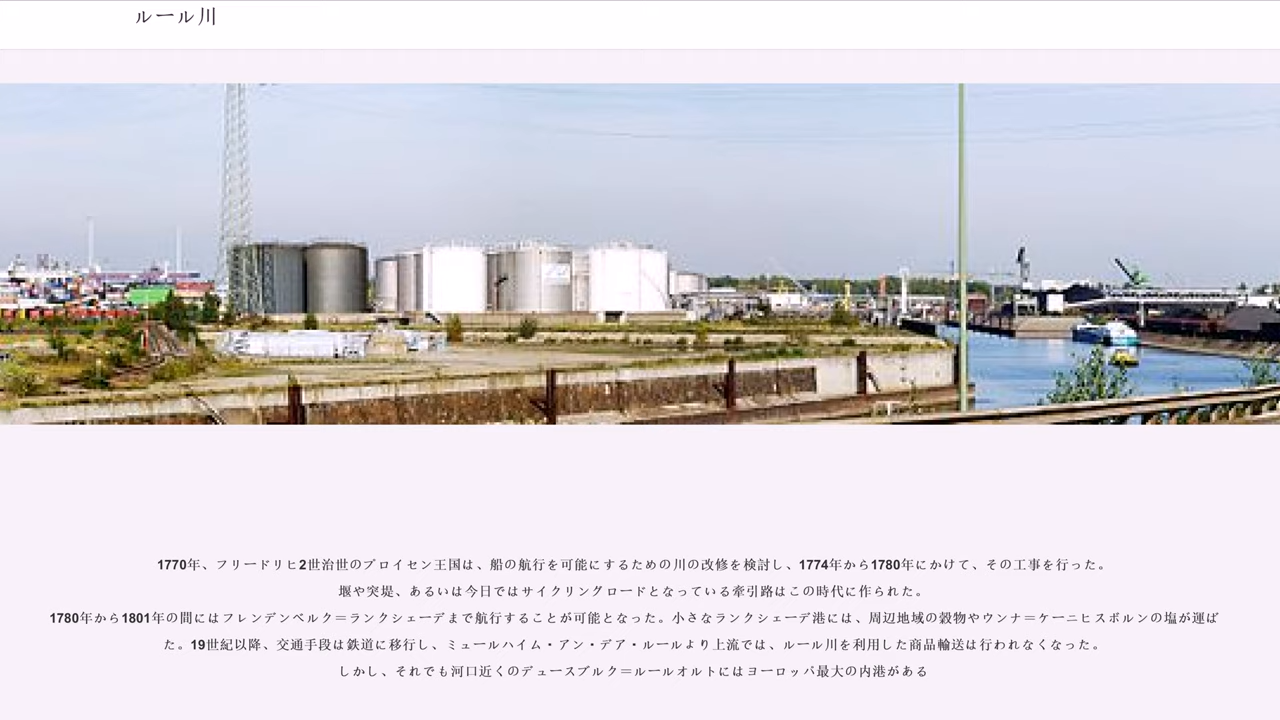 ルール川
1770年、フリードリヒ2世治世のプロイセン王国は、船の航行を可能にするための川の改修を検討し、1774年から1780年にかけて、その工事を行った。
堰や突堤、あるいは今日ではサイクリングロードとなっている牽引路はこの時代に作られた。
1780年から1801年の間にはフレンデンベルク＝ランクシェーデまで航行することが可能となった。小さなランクシェーデ港には、周辺地域の穀物やウンナ＝ケーニヒスボルンの塩が運ば
た。19世紀以降、交通手段は鉄道に移行し、ミュールハイム・アン・デア・ルールより上流では、ルール川を利用した商品輸送は行われなくなった。
しかし、それでも河口近くのデュースブルク＝ルールオルトにはヨーロッパ最大の内港がある